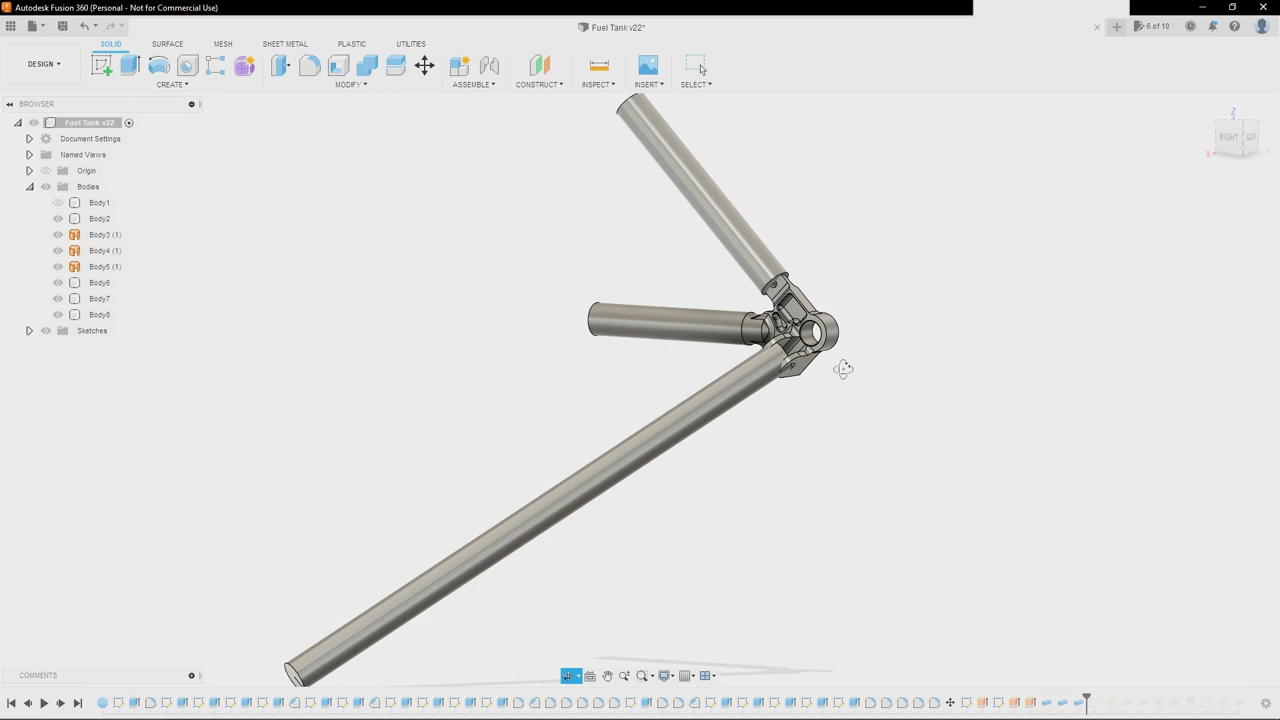 Autodesk Fusion 360 (Personal - Not for Commercial Use)
Fuel Tank v22*
6 of 10
SOLID SURFACE MESH SHEET METAL PLASTIC UTILITIES
DESIGN
CREATE MODIFY ASSEMBLE CONSTRUCT INSPECT INSERT SELECT
BROWSER
Fuel Tank v22
Document Settings
Named Views
Origin
Bodies
Body1
Body2
Body3 (1)
Body4 (1)
Body5 (1)
Body6
Body7
Body8
Sketches
Z
RIGHT
X
Y
COMMENTS